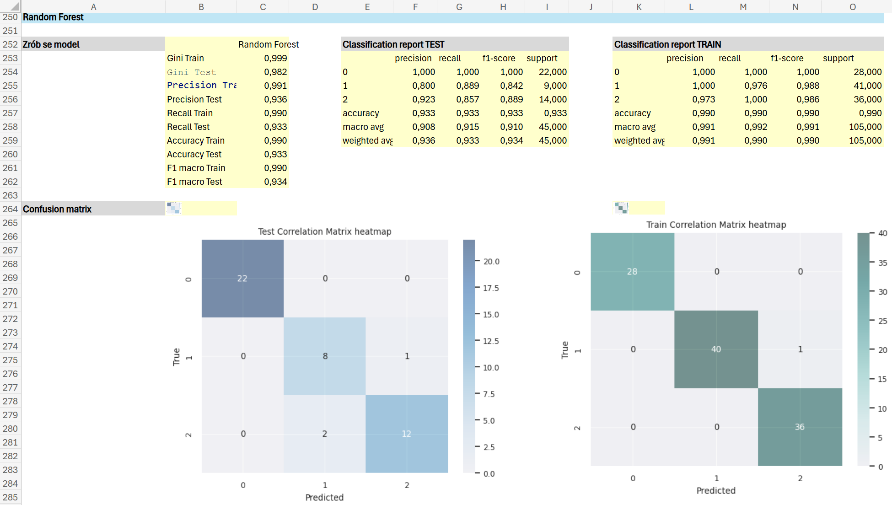 A B C D E F G H I J K L M N O
250 Random Forest
251
252 Zrób se model Random Forest Classification report TEST Classification report TRAIN
253 Gini Train 0,999 precision recall f1-score support precision recall f1-score support
254 Gini Test 0,982 0 1,000 1,000 1,000 22,000 0 1,000 1,000 1,000 28,000
255 Precision Tra 0,991 1 0,800 0,889 0,842 9,000 1 1,000 0,976 0,988 41,000
256 Precision Test 0,936 2 0,923 0,857 0,889 14,000 2 0,973 1,000 0,986 36,000
257 Recall Train 0,990 accuracy 0,933 0,933 0,933 0,933 accuracy 0,990 0,990 0,990 0,990
258 Recall Test 0,933 macro avg 0,908 0,915 0,910 45,000 macro avg 0,991 0,992 0,991 105,000
259 Accuracy Train 0,990 weighted avg 0,936 0,933 0,934 45,000 weighted avg 0,991 0,990 0,990 105,000
260 Accuracy Test 0,933
261 F1 macro Train 0,990
262 F1 macro Test 0,934
263
264 Confusion matrix
265
266
267
268
269
270
271
272
273
274
275
276
277
278
279
280
281
282
283
284
285
Test Correlation Matrix heatmap
True
0 22 0 0
1 0 8 1
2 0 2 12
0 1 2
Predicted
20.0
17.5
15.0
12.5
10.0
7.5
5.0
2.5
0.0
Train Correlation Matrix heatmap
True
0 28 0 0
1 0 40 1
2 0 0 36
0 1 2
Predicted
40
35
30
25
20
15
10
5
0